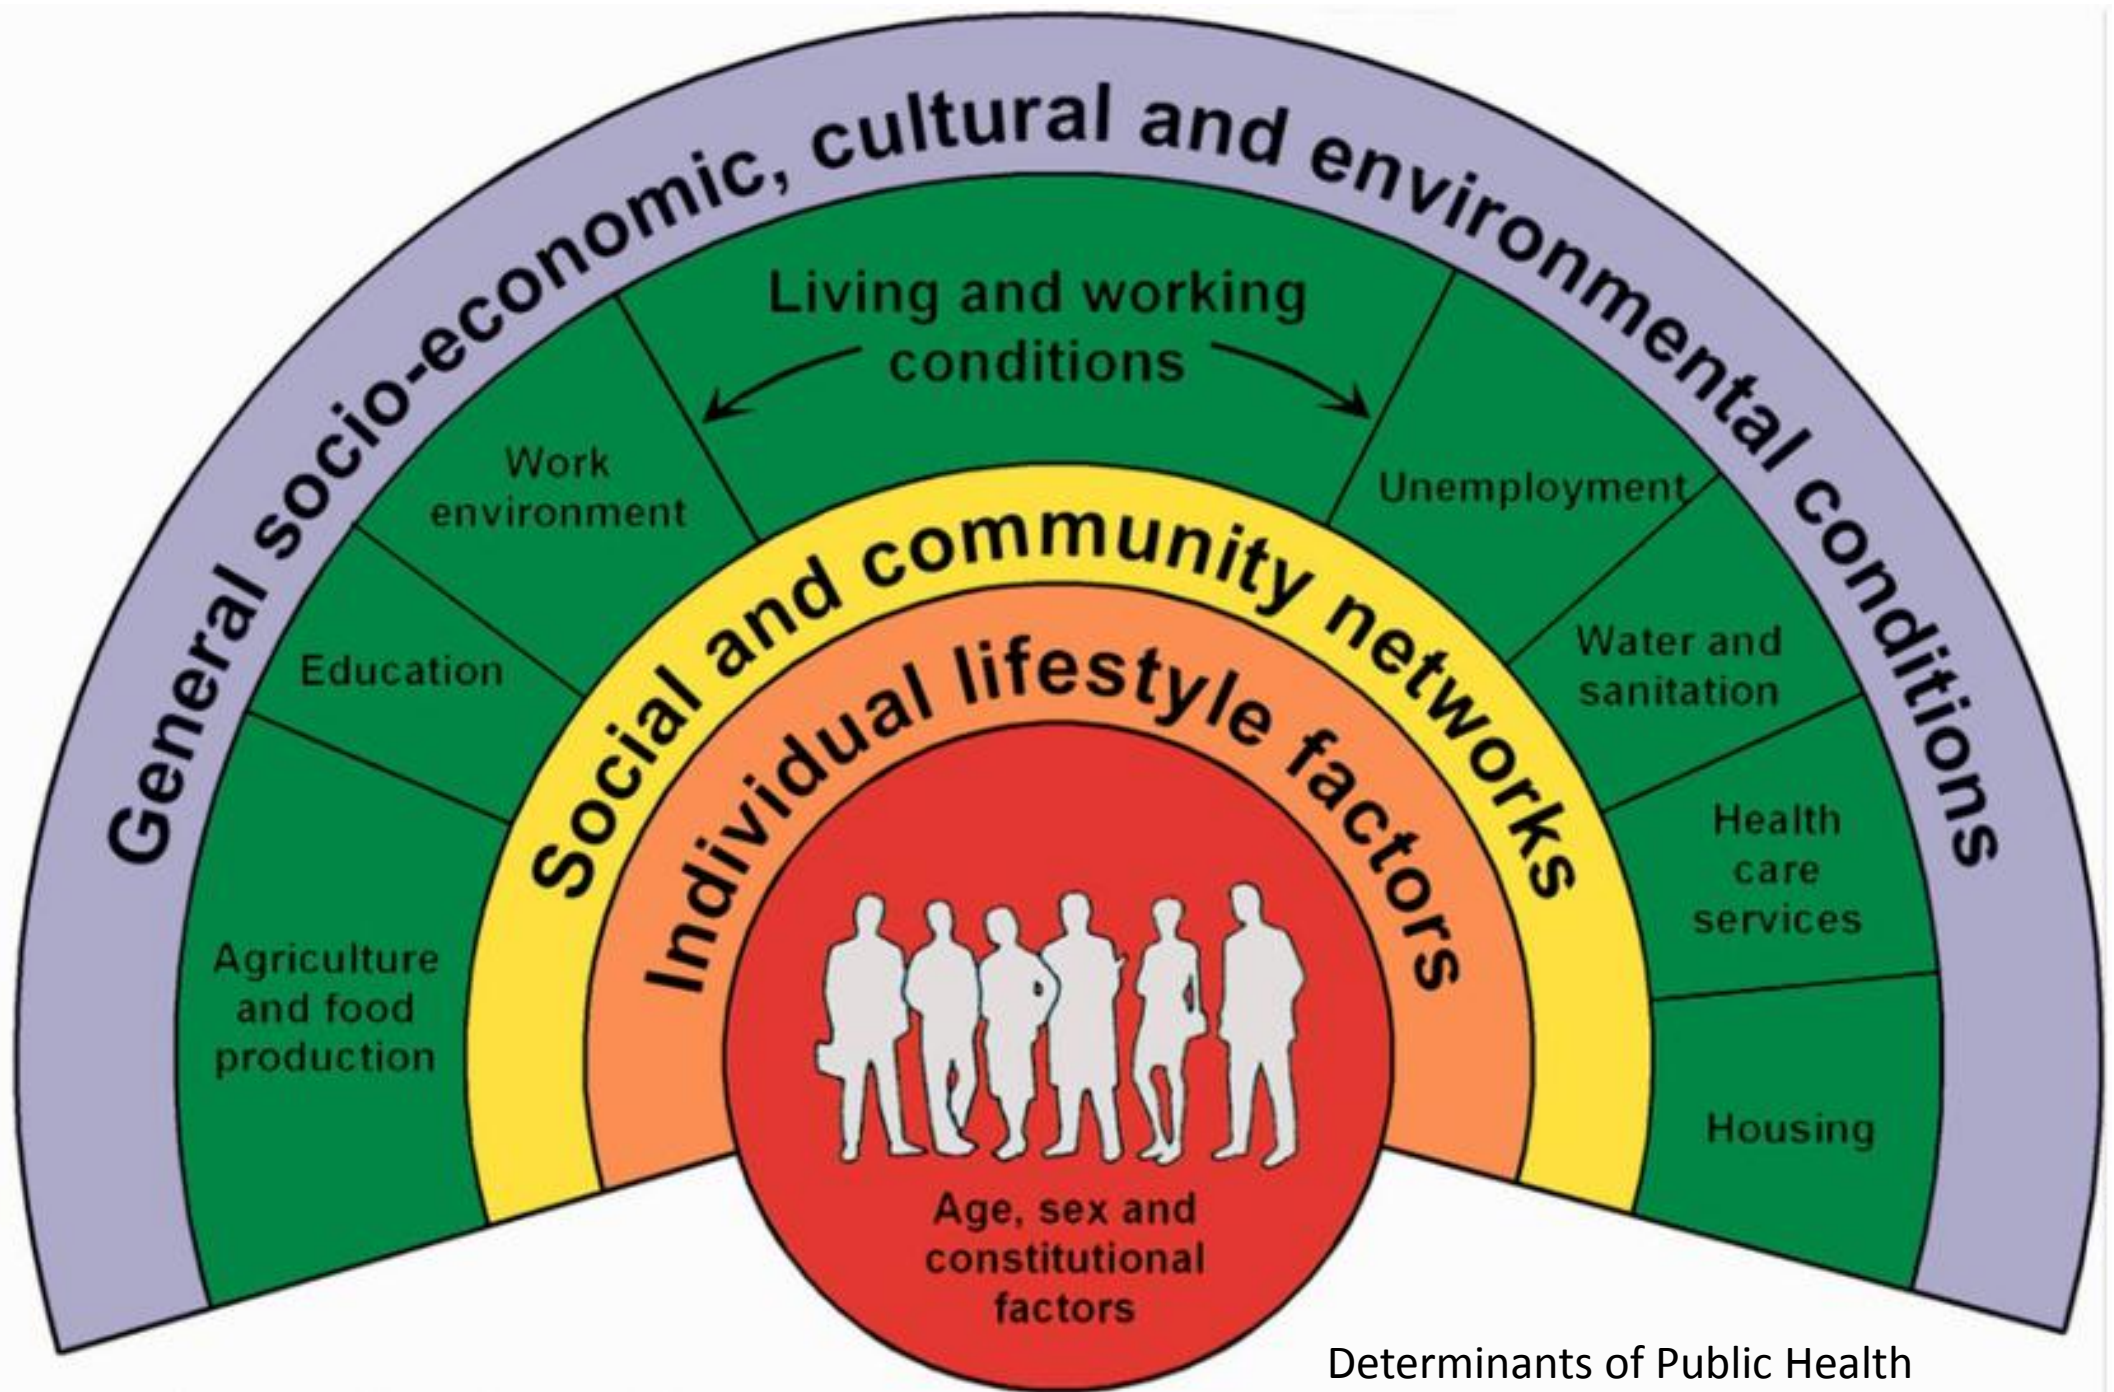 General socio-economic, cultural and environmental conditions
Living and working
conditions
Work
environment
Unemployment
Education
Water and
sanitation
Agriculture
and food
production
Health
care
services
Housing
Social and community networks
Individual lifestyle factors
Age, sex and
constitutional
factors
Determinants of Public Health